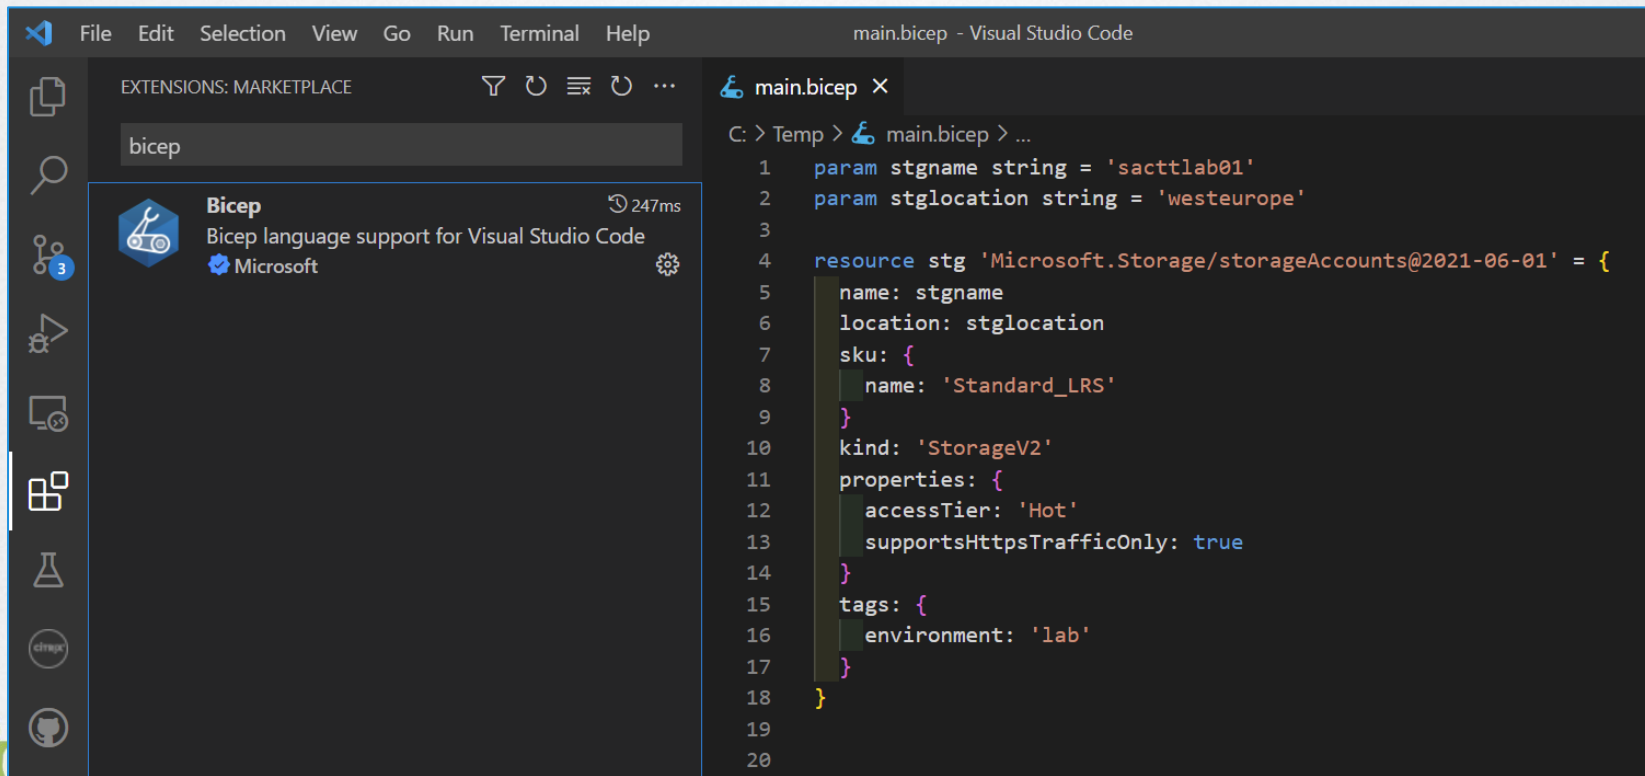 File Edit Selection View Go Run Terminal Help main.bicep - Visual Studio Code
EXTENSIONS: MARKETPLACE
bicep
Bicep 247ms
Bicep language support for Visual Studio Code
Microsoft
3
CITRIX
main.bicep
C: > Temp > main.bicep > ...
1 param stgname string = 'sacttlab01'
2 param stglocation string = 'westeurope'
3
4 resource stg 'Microsoft.Storage/storageAccounts@2021-06-01' = {
5 name: stgname
6 location: stglocation
7 sku: {
8 name: 'Standard_LRS'
9 }
10 kind: 'StorageV2'
11 properties: {
12 accessTier: 'Hot'
13 supportsHttpsTrafficOnly: true
14 }
15 tags: {
16 environment: 'lab'
17 }
18 }
19
20